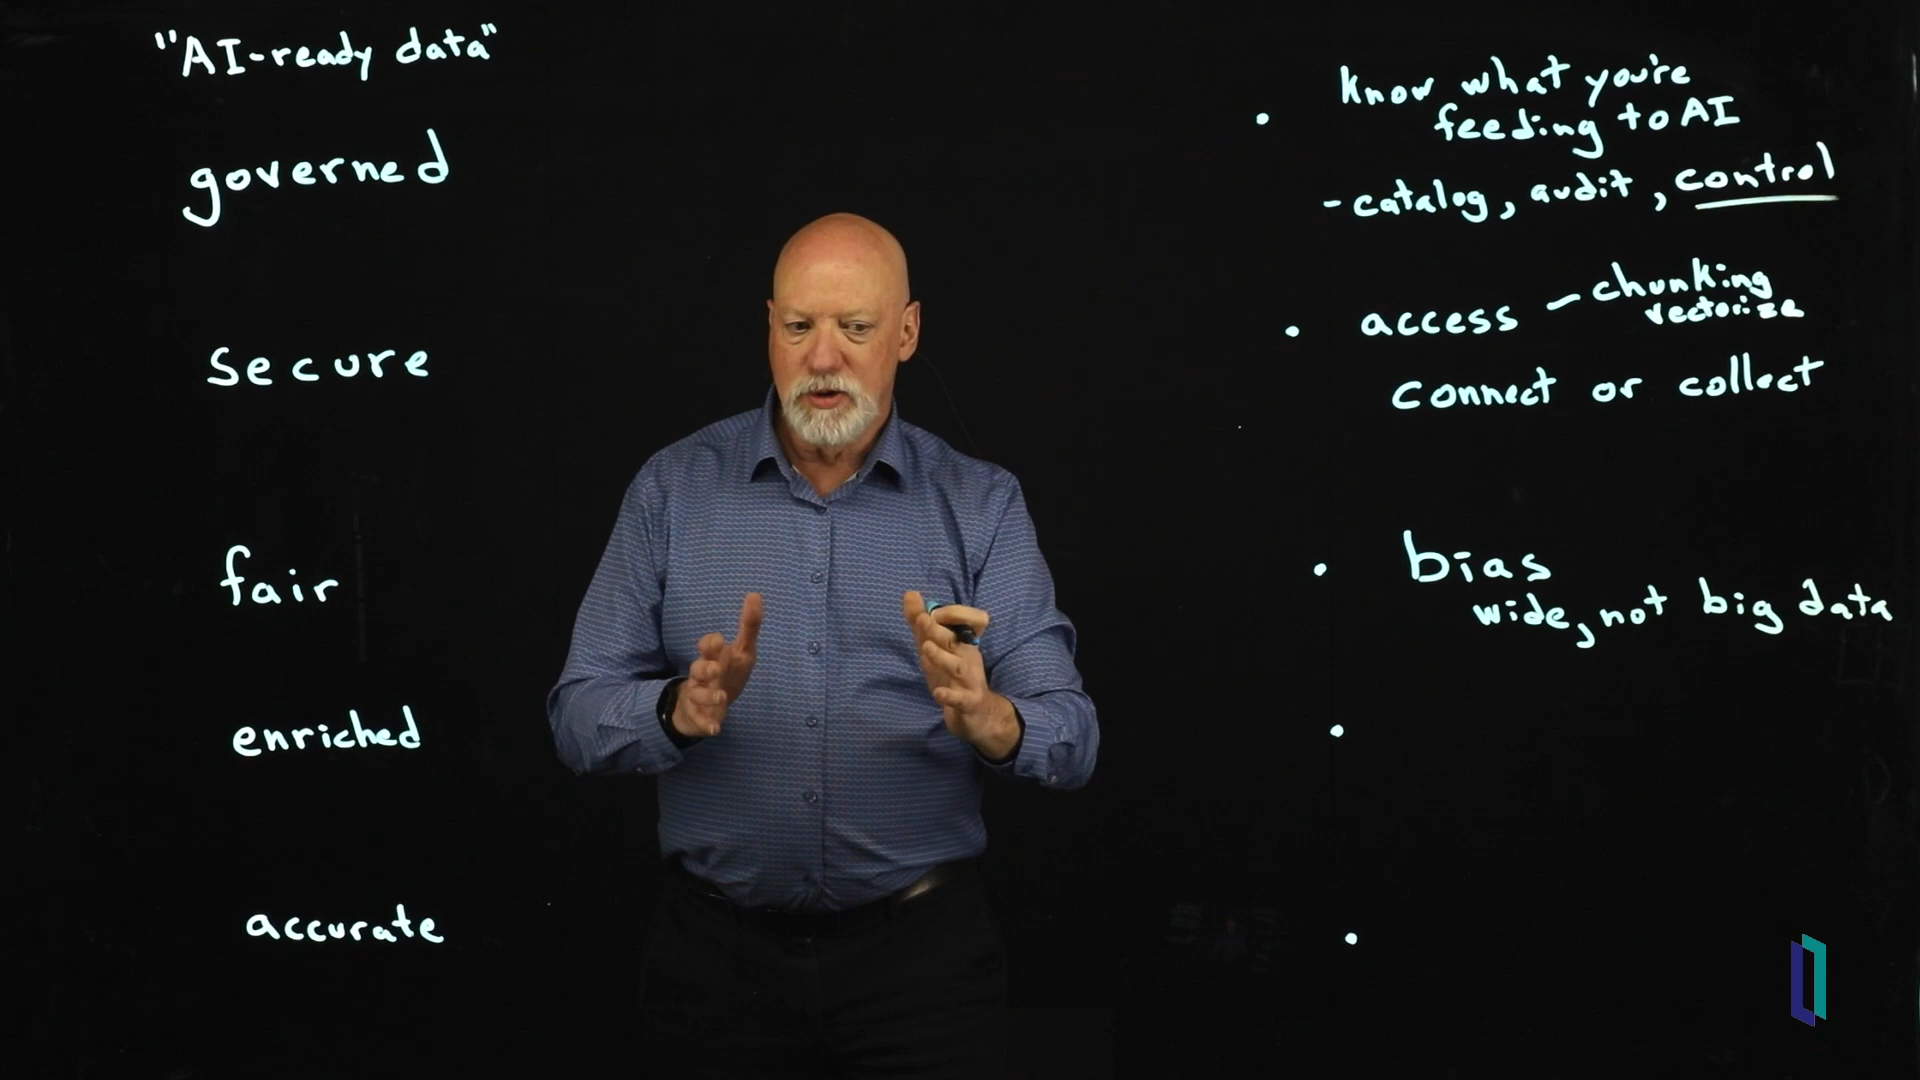 "AI-ready data"
governed
secure
fair
enriched
accurate
• Know what you're
feeding to AI
- catalog, audit, control
• access - chunking
vectorize
connect or collect
• bias
wide, not big data
•
•